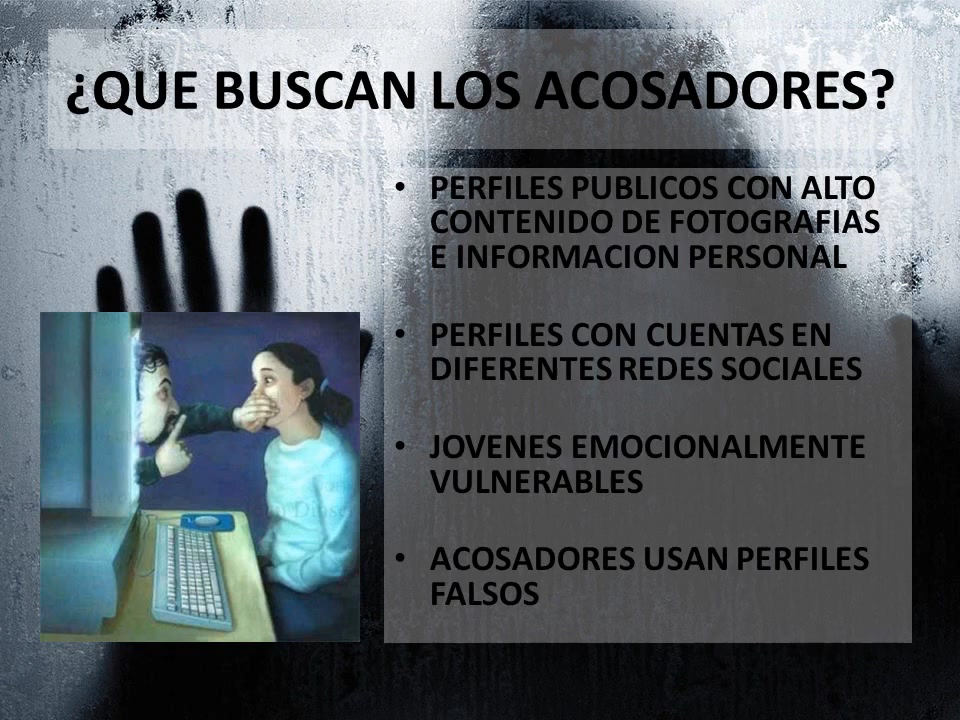 ¿QUE BUSCAN LOS ACOSADORES?
• PERFILES PUBLICOS CON ALTO
CONTENIDO DE FOTOGRAFIAS
E INFORMACION PERSONAL
• PERFILES CON CUENTAS EN
DIFERENTES REDES SOCIALES
• JOVENES EMOCIONALMENTE
VULNERABLES
• ACOSADORES USAN PERFILES
FALSOS